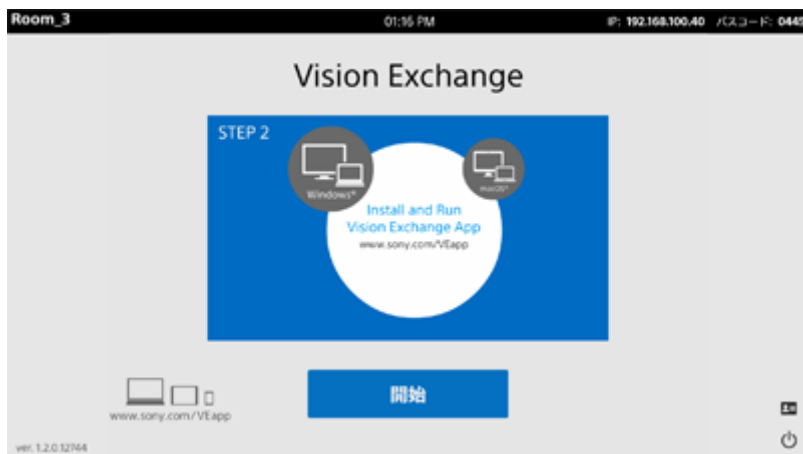 Room_3 01:16 PM IP: 192.168.100.40 パスコード: 0445
Vision Exchange
STEP 2
Windows*
macOS*
Install and Run
Vision Exchange App
www.sony.com/VEapp
開始
www.sony.com/VEapp
ver. 1.2.0.12744